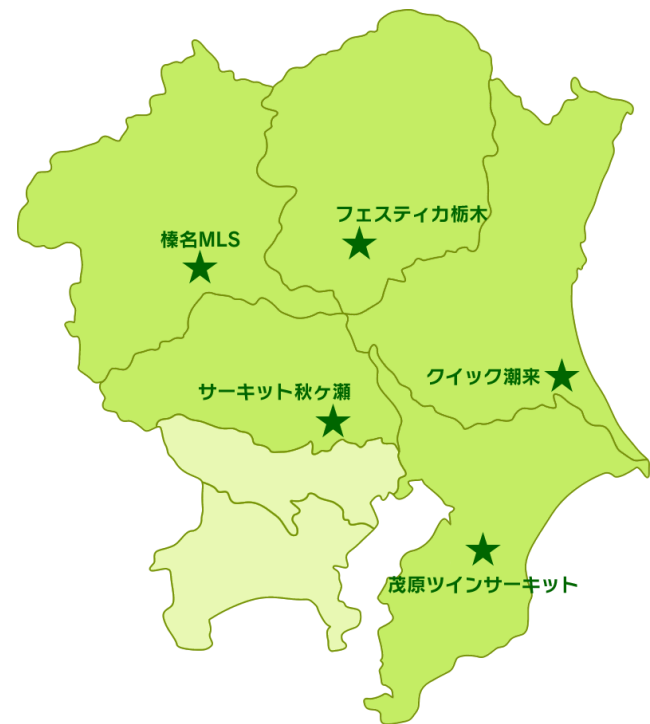 フェスティカ栃木
榛名MLS
クイック潮来
サーキット秋ヶ瀬
茂原ツインサーキット